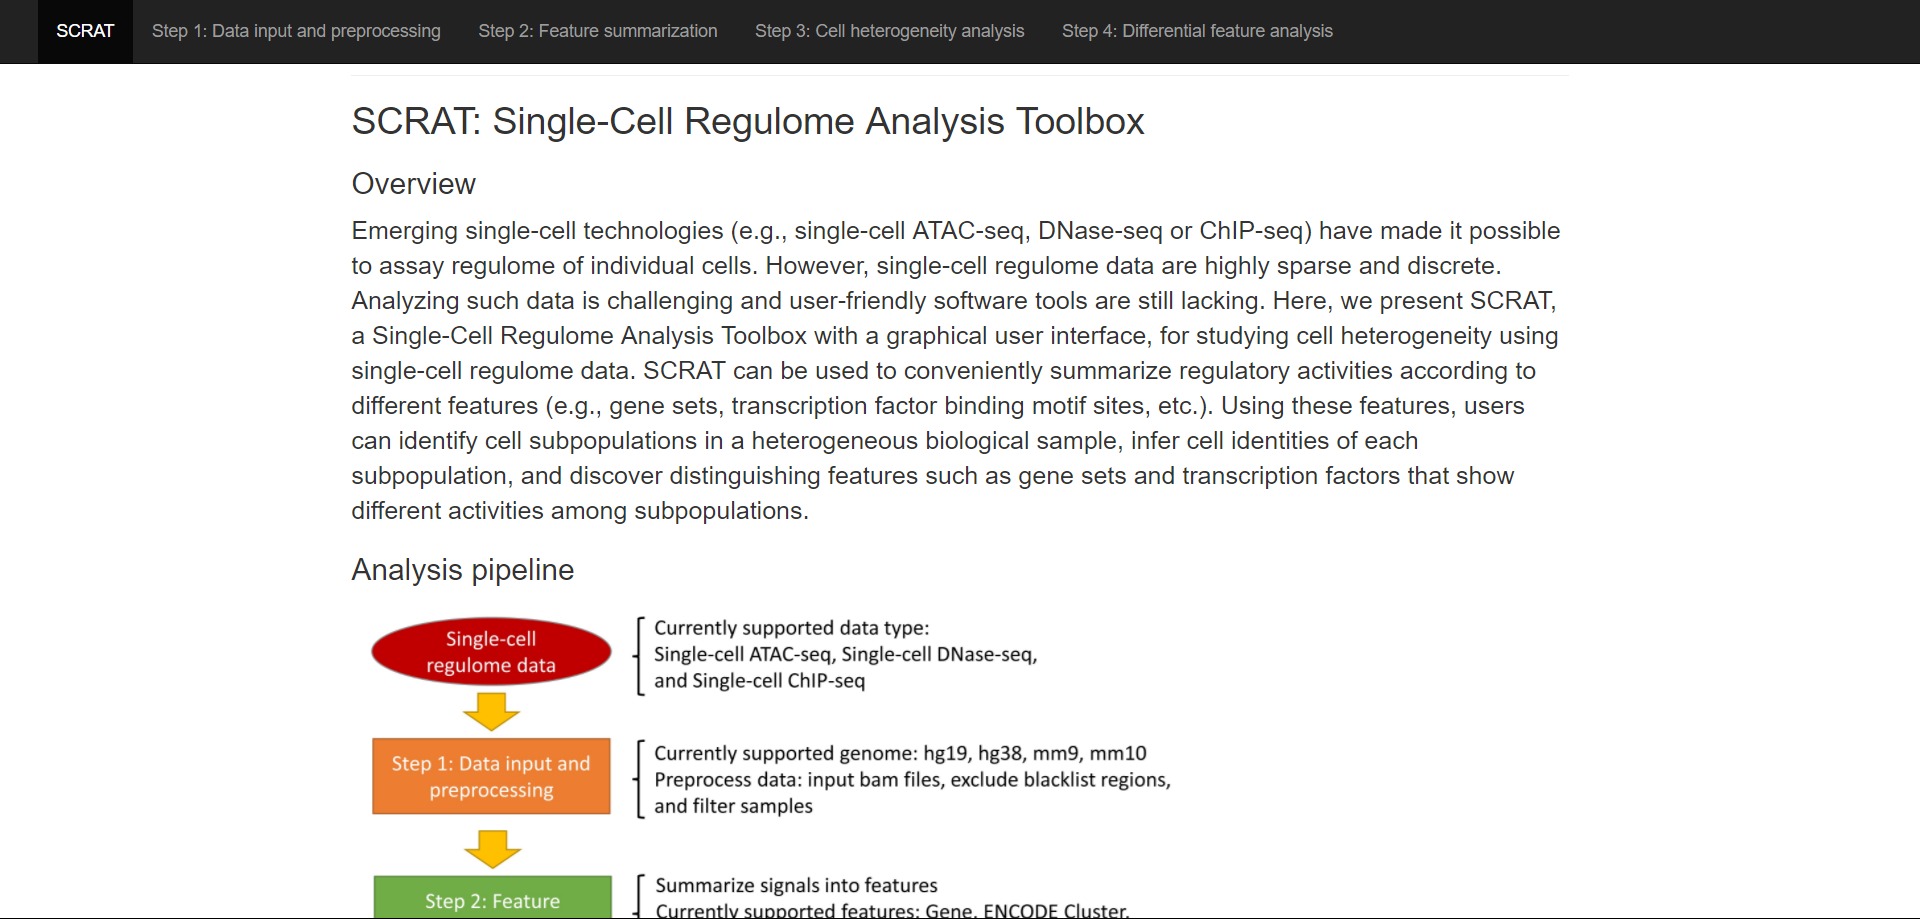 SCRAT Step 1: Data input and preprocessing Step 2: Feature summarization Step 3: Cell heterogeneity analysis Step 4: Differential feature analysis
SCRAT: Single-Cell Regulome Analysis Toolbox
Overview
Emerging single-cell technologies (e.g., single-cell ATAC-seq, DNase-seq or ChIP-seq) have made it possible
to assay regulome of individual cells. However, single-cell regulome data are highly sparse and discrete.
Analyzing such data is challenging and user-friendly software tools are still lacking. Here, we present SCRAT,
a Single-Cell Regulome Analysis Toolbox with a graphical user interface, for studying cell heterogeneity using
single-cell regulome data. SCRAT can be used to conveniently summarize regulatory activities according to
different features (e.g., gene sets, transcription factor binding motif sites, etc.). Using these features, users
can identify cell subpopulations in a heterogeneous biological sample, infer cell identities of each
subpopulation, and discover distinguishing features such as gene sets and transcription factors that show
different activities among subpopulations.
Analysis pipeline
Single-cell
regulome data
Currently supported data type:
Single-cell ATAC-seq, Single-cell DNase-seq,
and Single-cell ChIP-seq
Step 1: Data input and
preprocessing
Currently supported genome: hg19, hg38, mm9, mm10
Preprocess data: input bam files, exclude blacklist regions,
and filter samples
Step 2: Feature
Summarize signals into features
Currently supported features: Gene, ENCODE Cluster,